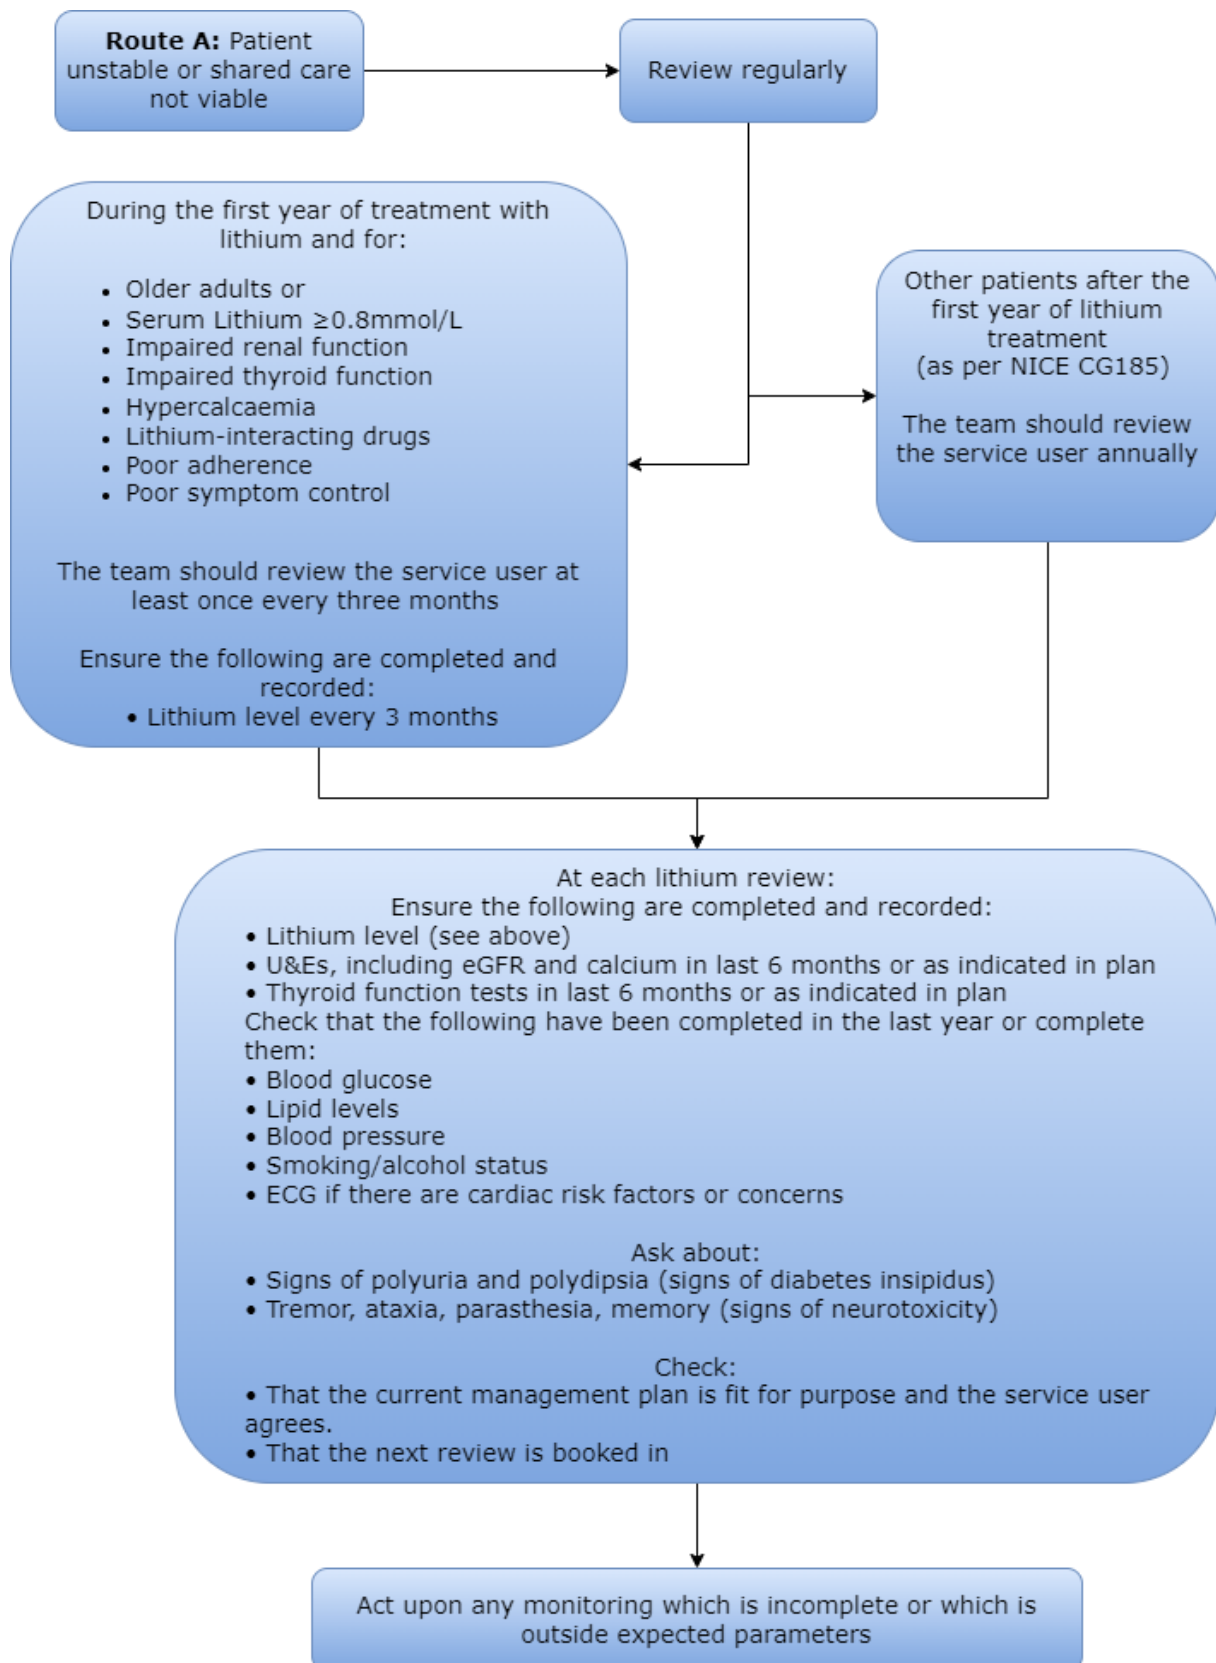 Route A: Patient
unstable or shared care
not viable
Review regularly
During the first year of treatment with
lithium and for:
• Older adults or
• Serum Lithium ≥0.8mmol/L
• Impaired renal function
• Impaired thyroid function
• Hypercalcaemia
• Lithium-interacting drugs
• Poor adherence
• Poor symptom control
The team should review the service user at
least once every three months
Ensure the following are completed and
recorded:
• Lithium level every 3 months
Other patients after the
first year of lithium
treatment
(as per NICE CG185)
The team should review
the service user annually
At each lithium review:
Ensure the following are completed and recorded:
• Lithium level (see above)
• U&Es, including eGFR and calcium in last 6 months or as indicated in plan
• Thyroid function tests in last 6 months or as indicated in plan
Check that the following have been completed in the last year or complete
them:
• Blood glucose
• Lipid levels
• Blood pressure
• Smoking/alcohol status
• ECG if there are cardiac risk factors or concerns
Ask about:
• Signs of polyuria and polydipsia (signs of diabetes insipidus)
• Tremor, ataxia, parasthesia, memory (signs of neurotoxicity)
Check:
• That the current management plan is fit for purpose and the service user
agrees.
• That the next review is booked in
Act upon any monitoring which is incomplete or which is
outside expected parameters